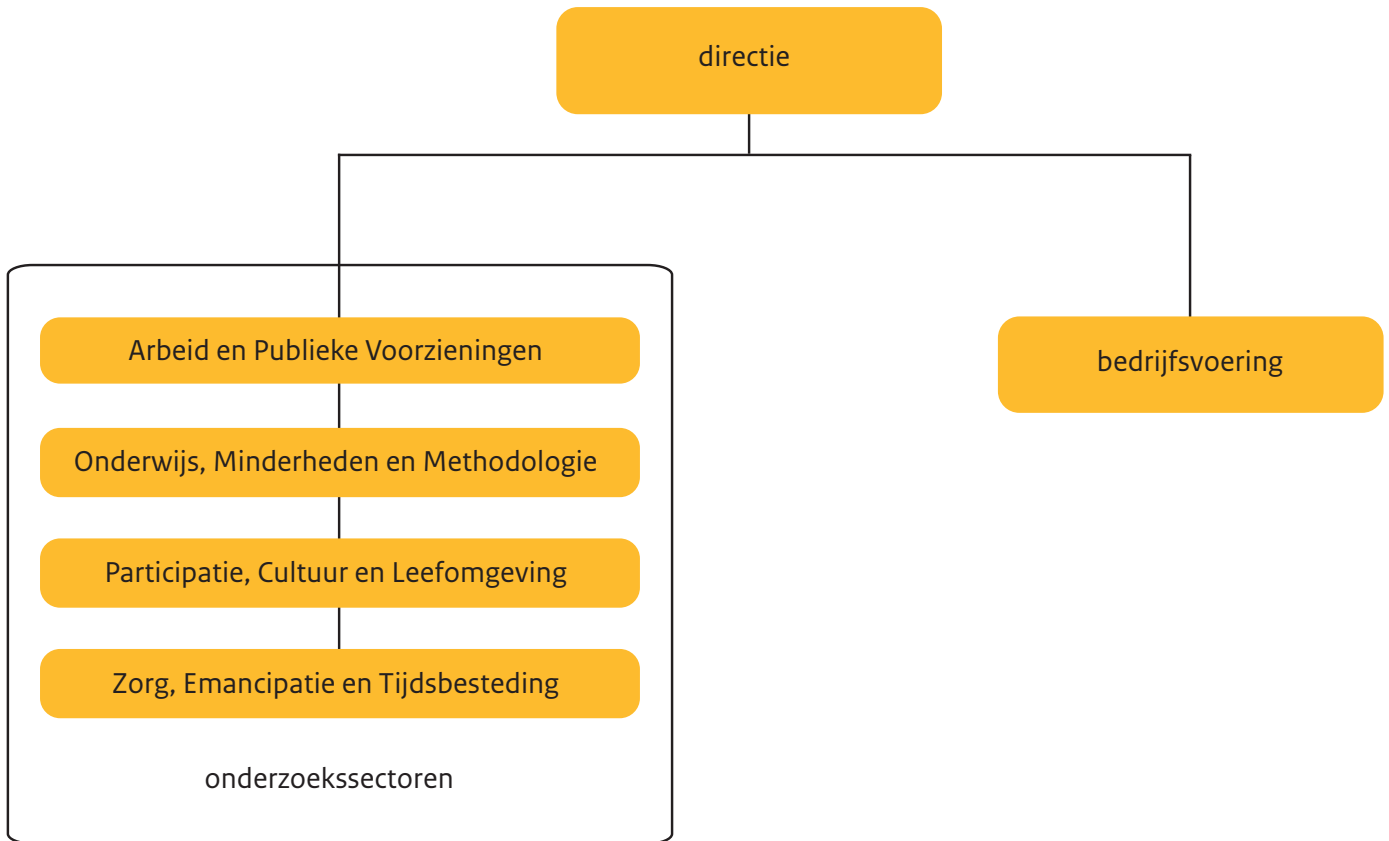 directie
Arbeid en Publieke Voorzieningen
Onderwijs, Minderheden en Methodologie
Participatie, Cultuur en Leefomgeving
Zorg, Emancipatie en Tijdsbesteding
onderzoekssectoren
bedrijfsvoering